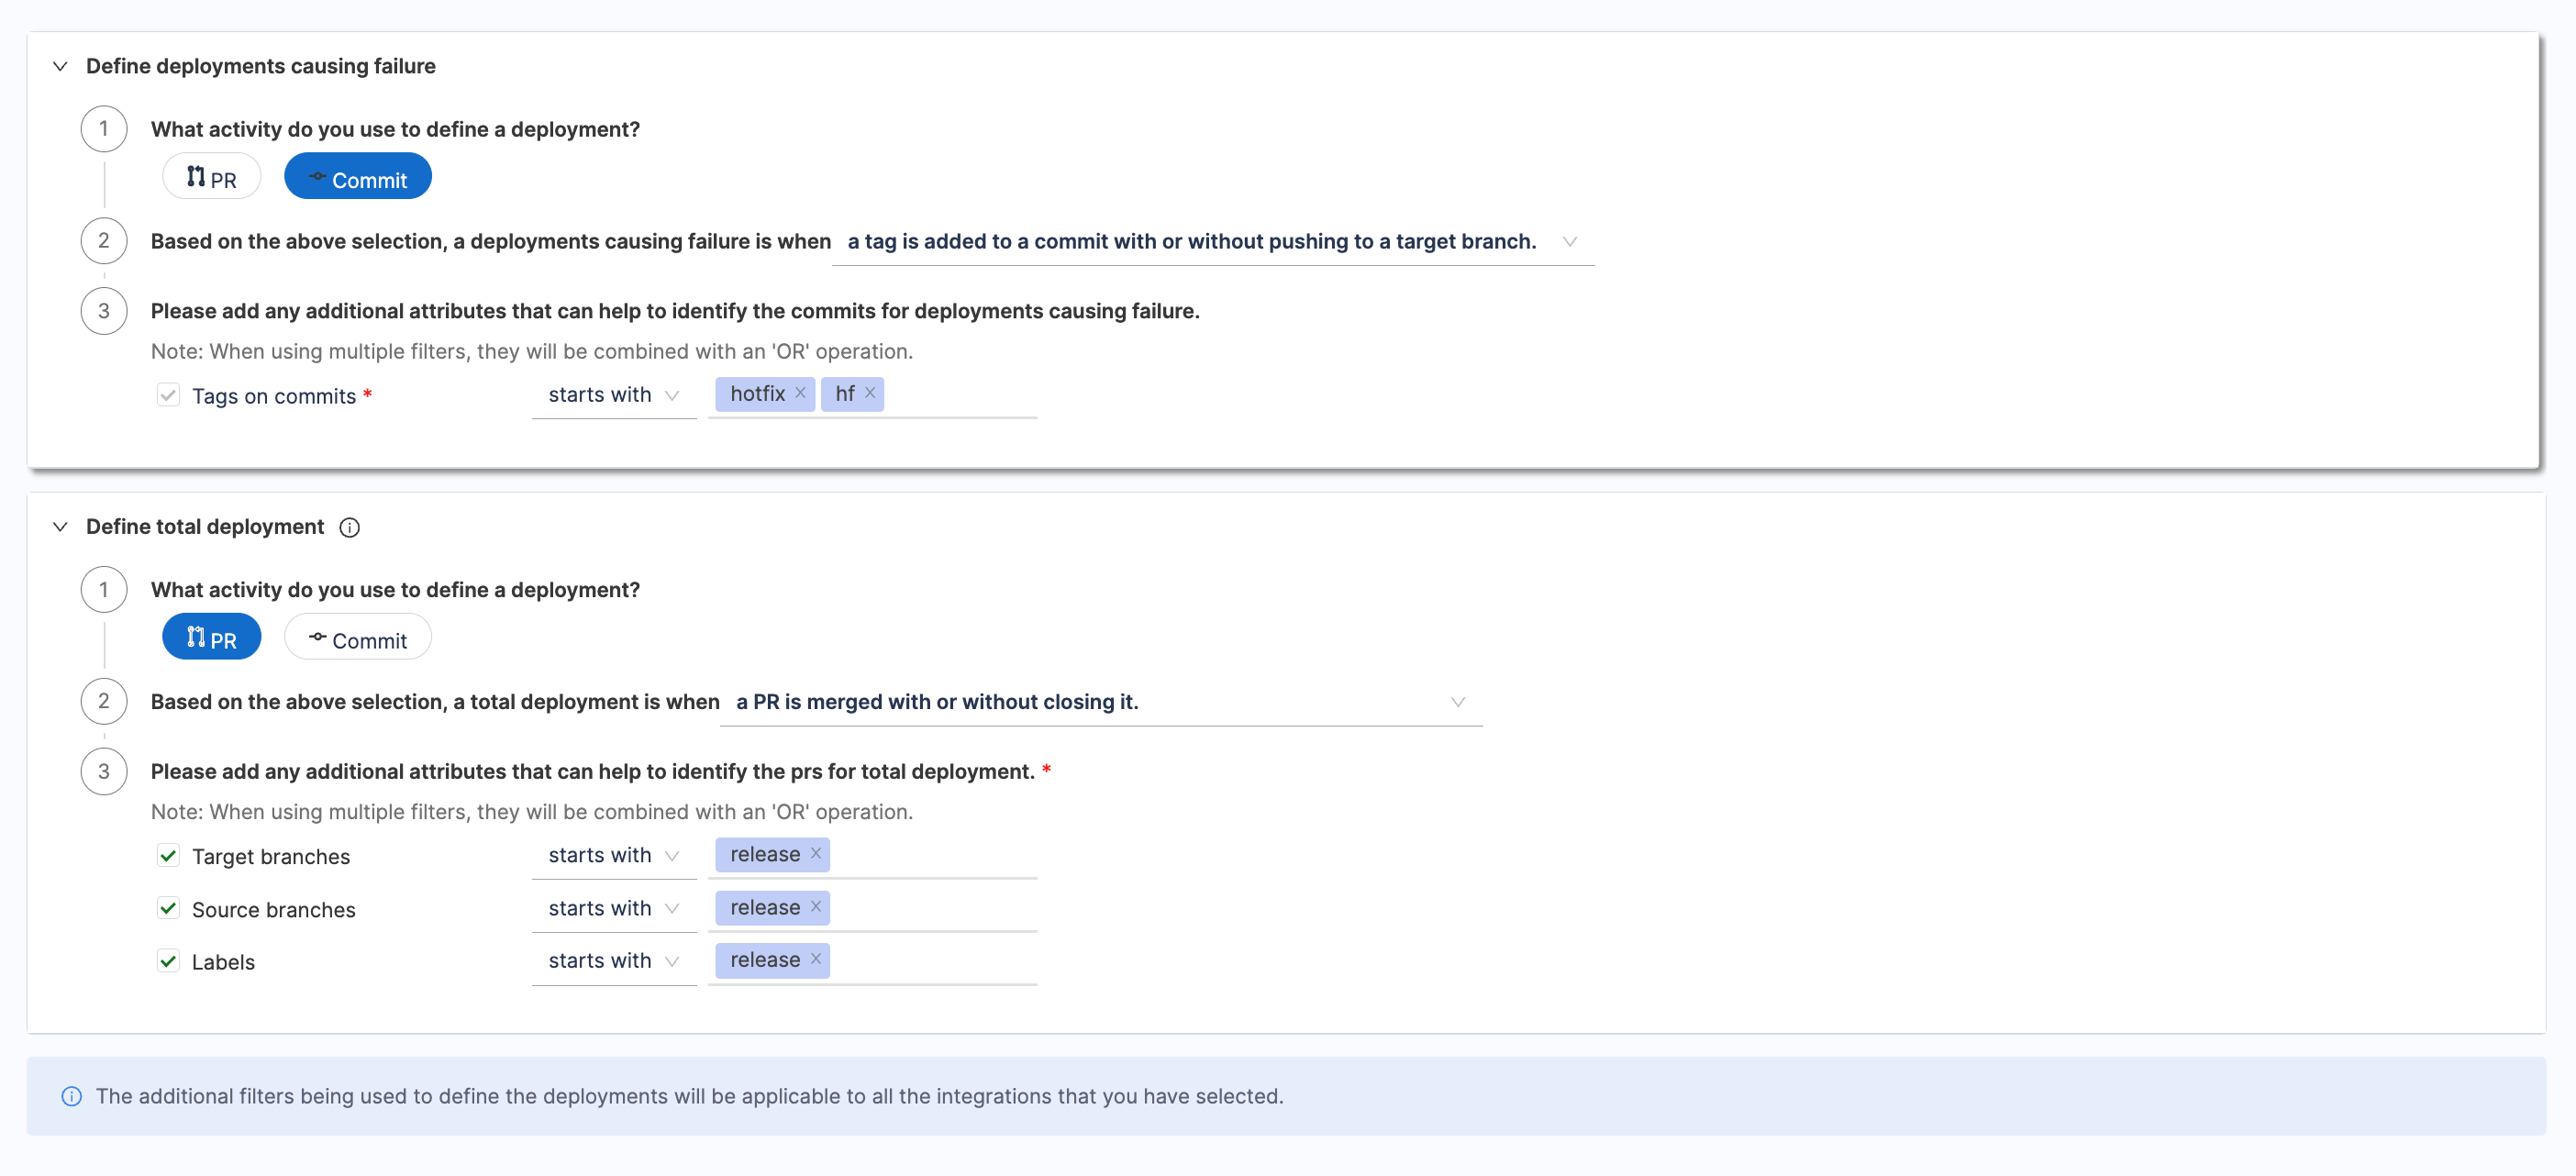 Define deployments causing failure
1 What activity do you use to define a deployment?
PR Commit
2 Based on the above selection, a deployments causing failure is when a tag is added to a commit with or without pushing to a target branch.
3 Please add any additional attributes that can help to identify the commits for deployments causing failure.
Note: When using multiple filters, they will be combined with an 'OR' operation.
Tags on commits * starts with hotfix hf
Define total deployment
1 What activity do you use to define a deployment?
PR Commit
2 Based on the above selection, a total deployment is when a PR is merged with or without closing it.
3 Please add any additional attributes that can help to identify the prs for total deployment. *
Note: When using multiple filters, they will be combined with an 'OR' operation.
Target branches starts with release
Source branches starts with release
Labels starts with release
The additional filters being used to define the deployments will be applicable to all the integrations that you have selected.